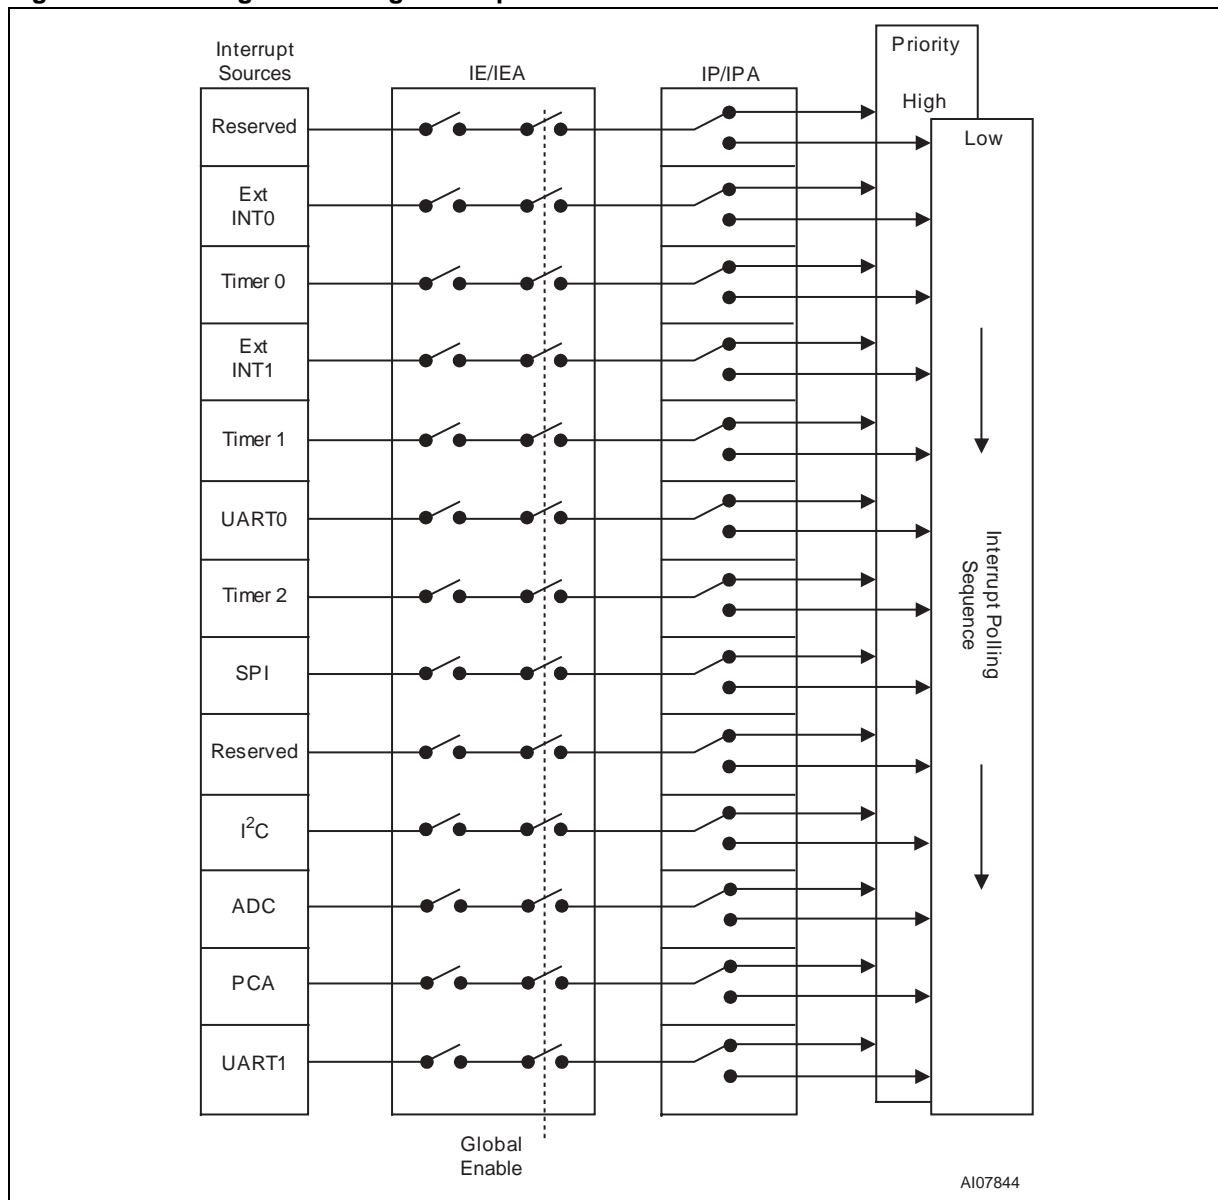 Interrupt
Sources
IE/IEA
IP/IPA
Priority
High
Low
Reserved
Ext
INT0
Timer 0
Ext
INT1
Timer 1
UART0
Timer 2
SPI
Reserved
I²C
ADC
PCA
UART1
Interrupt Polling
Sequence
Global
Enable
AI07844